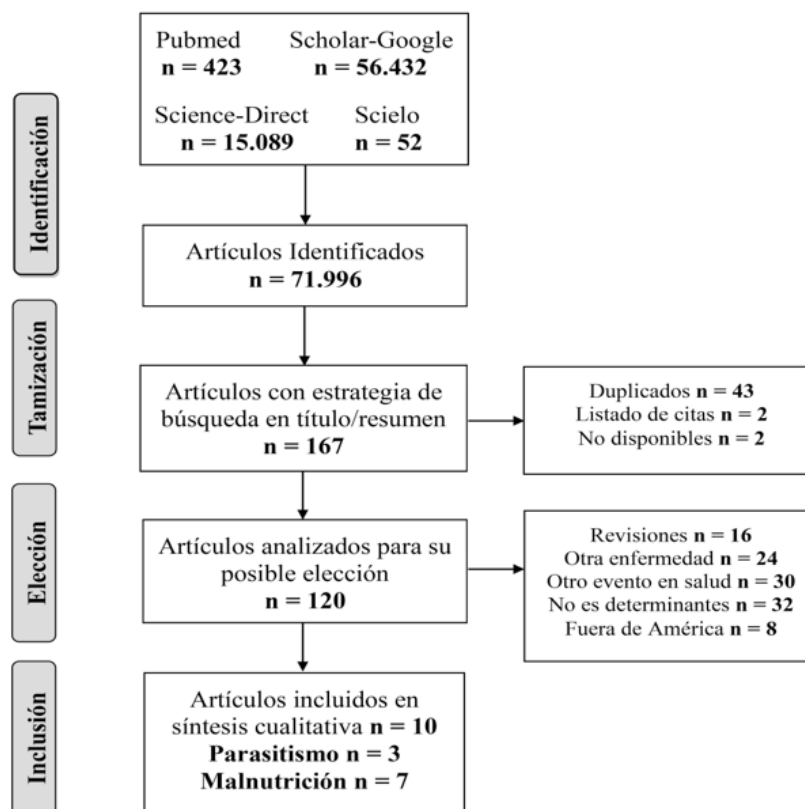 Pubmed Scholar-Google
n = 423 n = 56.432
Science-Direct Scielo
n = 15.089 n = 52
Identificación
Artículos Identificados
n = 71.996
Tamización
Artículos con estrategia de
búsqueda en título/resumen
n = 167
Duplicados n = 43
Listado de citas n = 2
No disponibles n = 2
Elección
Artículos analizados para su
posible elección
n = 120
Revisiones n = 16
Otra enfermedad n = 24
Otro evento en salud n = 30
No es determinantes n = 32
Fuera de América n = 8
Inclusión
Artículos incluidos en
síntesis cualitativa n = 10
Parasitismo n = 3
Malnutrición n = 7